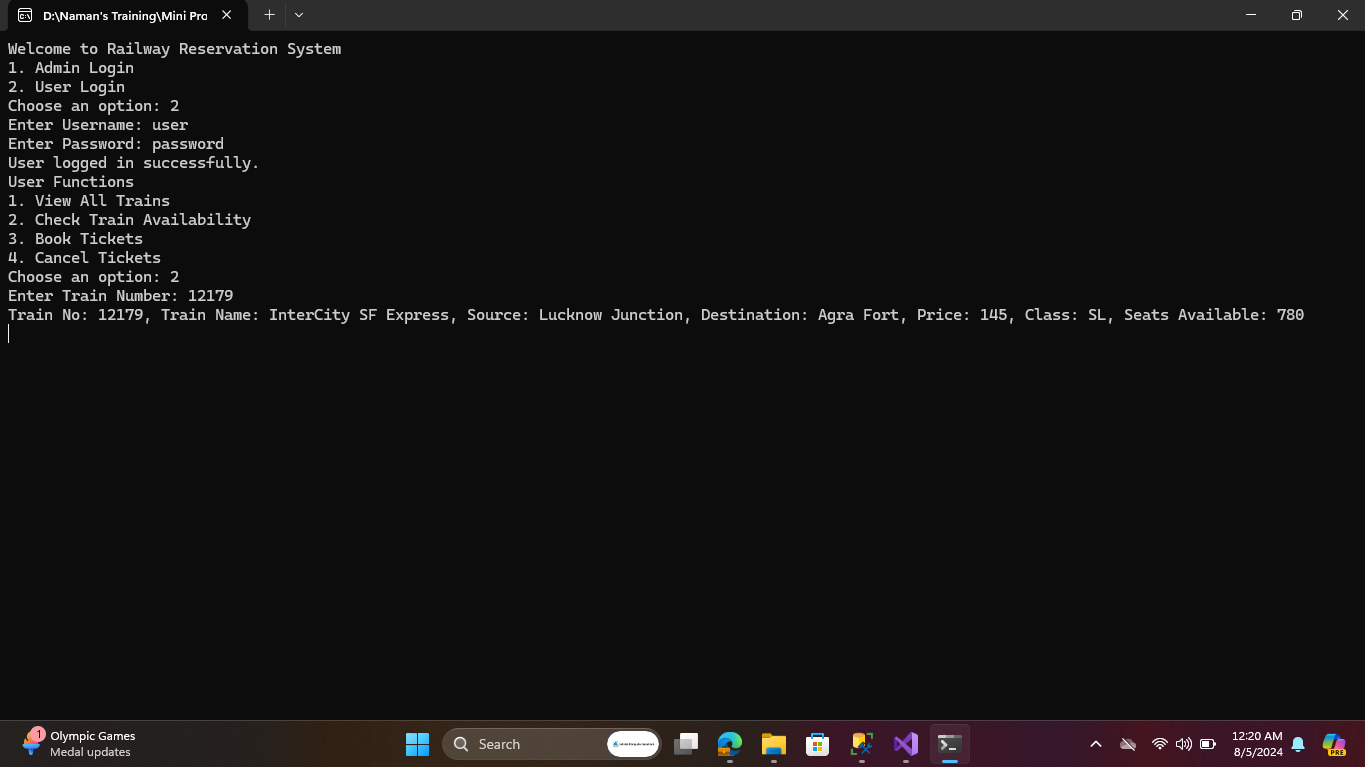 D:\Naman's Training\Mini Pro
Welcome to Railway Reservation System
1. Admin Login
2. User Login
Choose an option: 2
Enter Username: user
Enter Password: password
User logged in successfully.
User Functions
1. View All Trains
2. Check Train Availability
3. Book Tickets
4. Cancel Tickets
Choose an option: 2
Enter Train Number: 12179
Train No: 12179, Train Name: InterCity SF Express, Source: Lucknow Junction, Destination: Agra Fort, Price: 145, Class: SL, Seats Available: 780
1
Olympic Games
Medal updates
Search
12:20 AM
8/5/2024
PRE